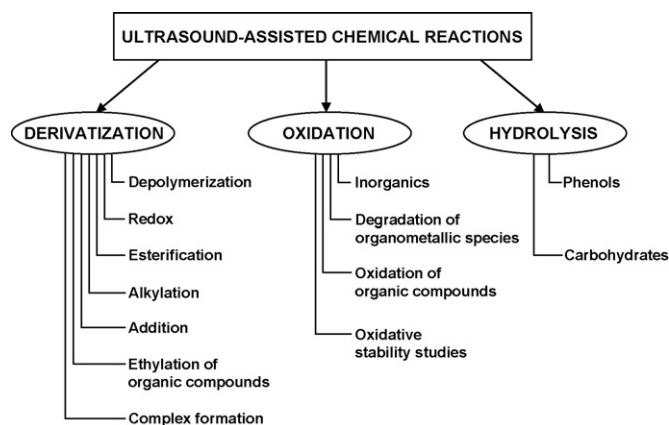 ULTRASOUND-ASSISTED CHEMICAL REACTIONS
DERIVATIZATION
Depolymerization
Redox
Esterification
Alkylation
Addition
Ethylation of
organic compounds
Complex formation
OXIDATION
Inorganics
Degradation of
organometallic species
Oxidation of
organic compounds
Oxidative
stability studies
HYDROLYSIS
Phenols
Carbohydrates